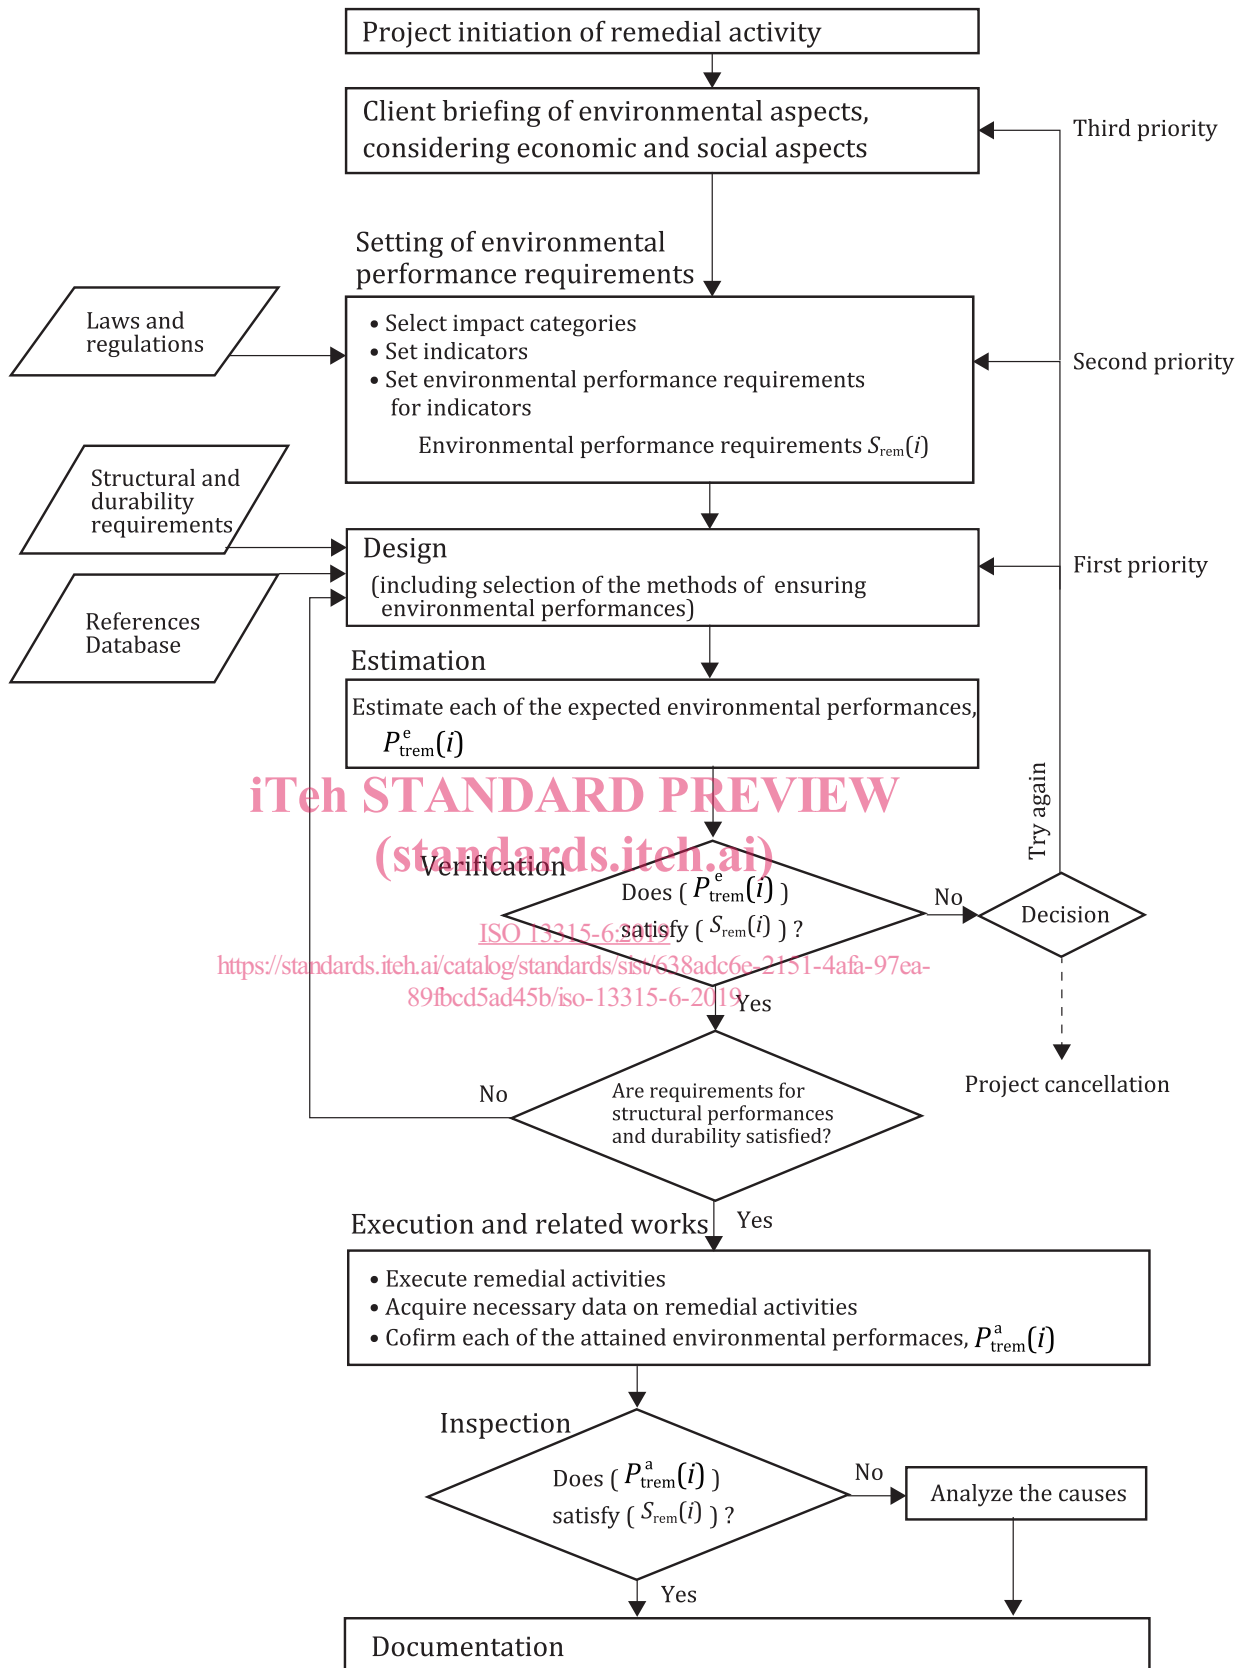 Project initiation of remedial activity
Client briefing of environmental aspects,
considering economic and social aspects
Third priority
Setting of environmental
performance requirements
Laws and
regulations
• Select impact categories
• Set indicators
• Set environmental performance requirements
for indicators
Environmental performance requirements S_rem(i)
Second priority
Structural and
durability
requirements
Design
(including selection of the methods of ensuring
environmental performances)
First priority
References
Database
Estimation
Estimate each of the expected environmental performances,
P^e_trem(i)
iTeh STANDARD PREVIEW
(standards.iteh.ai)
Try again
Verification
Does ( P^e_trem(i) )
satisfy ( S_rem(i) ) ?
No
Decision
ISO 13315-6:2019
https://standards.iteh.ai/catalog/standards/sist/638adc6e-2151-4afa-97ea-
89fbcd5ad45b/iso-13315-6-2019
Yes
Project cancellation
No
Are requirements for
structural performances
and durability satisfied?
Yes
Execution and related works
• Execute remedial activities
• Acquire necessary data on remedial activities
• Cofirm each of the attained environmental performaces, P^a_trem(i)
Inspection
Does ( P^a_trem(i) )
satisfy ( S_rem(i) ) ?
No
Analyze the causes
Yes
Documentation